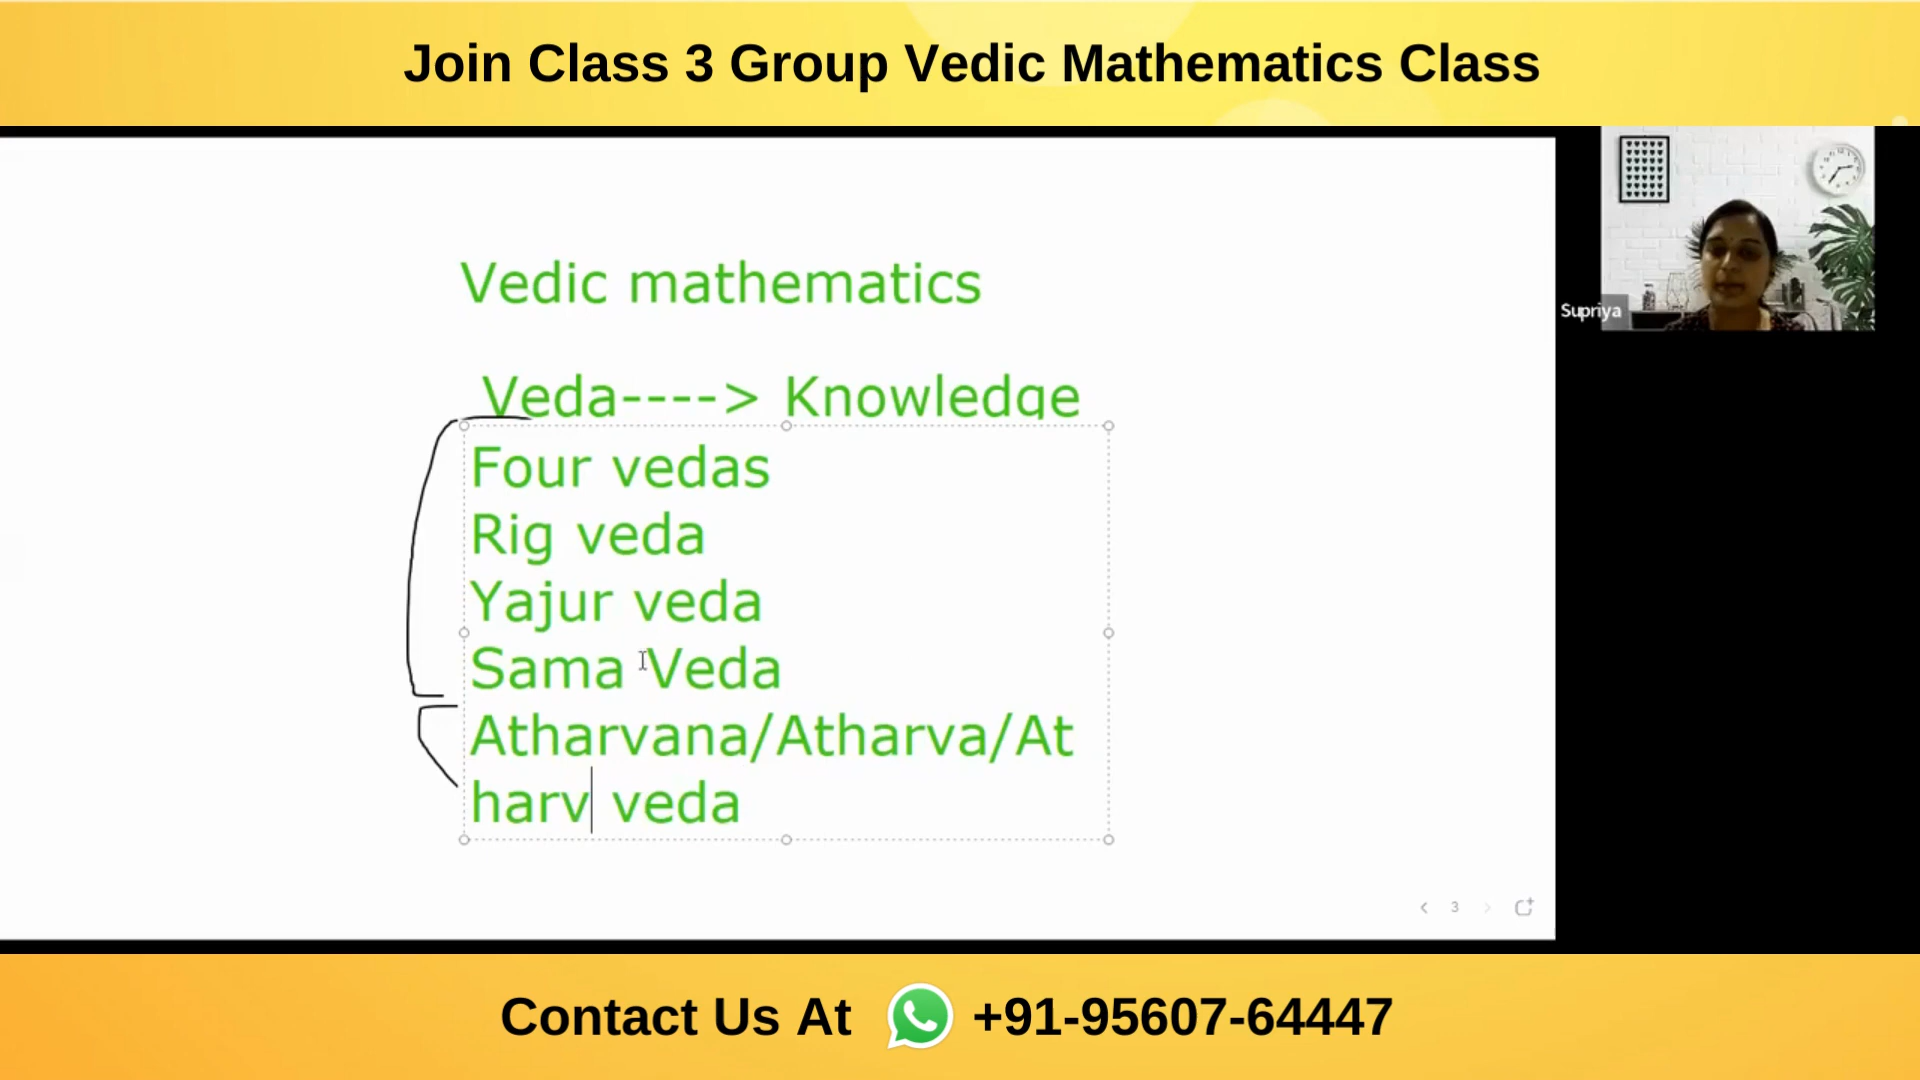 Join Class 3 Group Vedic Mathematics Class
Vedic mathematics
Veda----> Knowledge
Four vedas
Rig veda
Yajur veda
Sama Veda
Atharvana/Atharva/At
harv veda
Supriya
3
Contact Us At +91-95607-64447